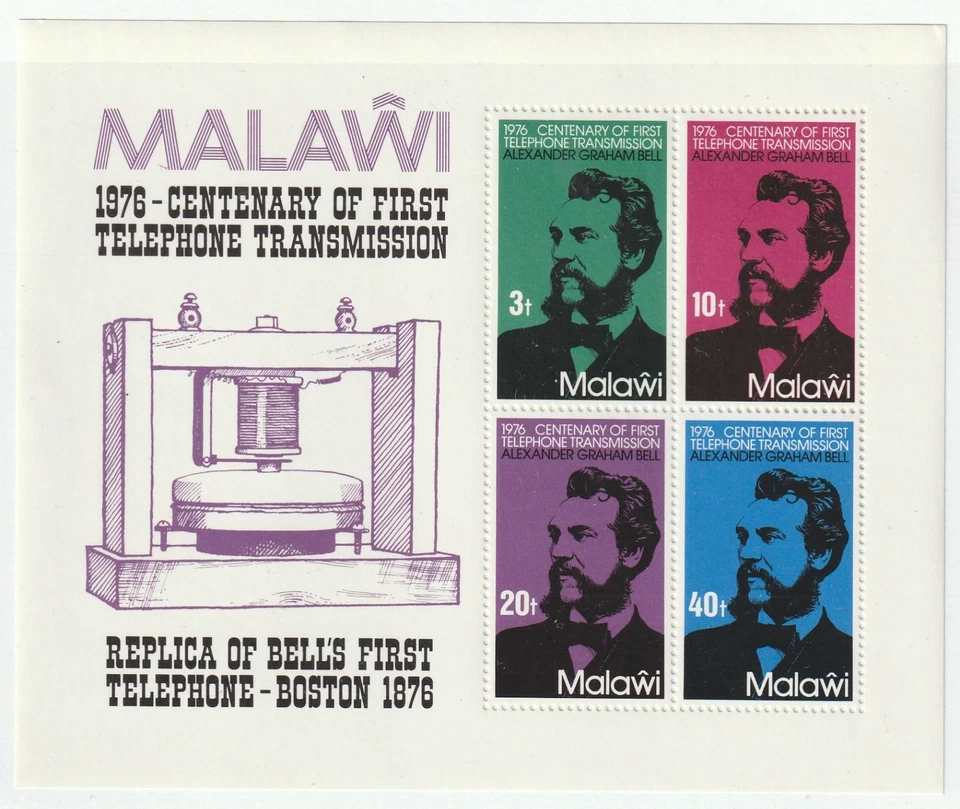 MALAŴI
1976 – CENTENARY OF FIRST
TELEPHONE TRANSMISSION
REPLICA OF BELL'S FIRST
TELEPHONE – BOSTON 1876
1976 CENTENARY OF FIRST
TELEPHONE TRANSMISSION
ALEXANDER GRAHAM BELL
3t
Malaŵi
1976 CENTENARY OF FIRST
TELEPHONE TRANSMISSION
ALEXANDER GRAHAM BELL
10t
Malaŵi
1976 CENTENARY OF FIRST
TELEPHONE TRANSMISSION
ALEXANDER GRAHAM BELL
20t
Malaŵi
1976 CENTENARY OF FIRST
TELEPHONE TRANSMISSION
ALEXANDER GRAHAM BELL
40t
Malaŵi